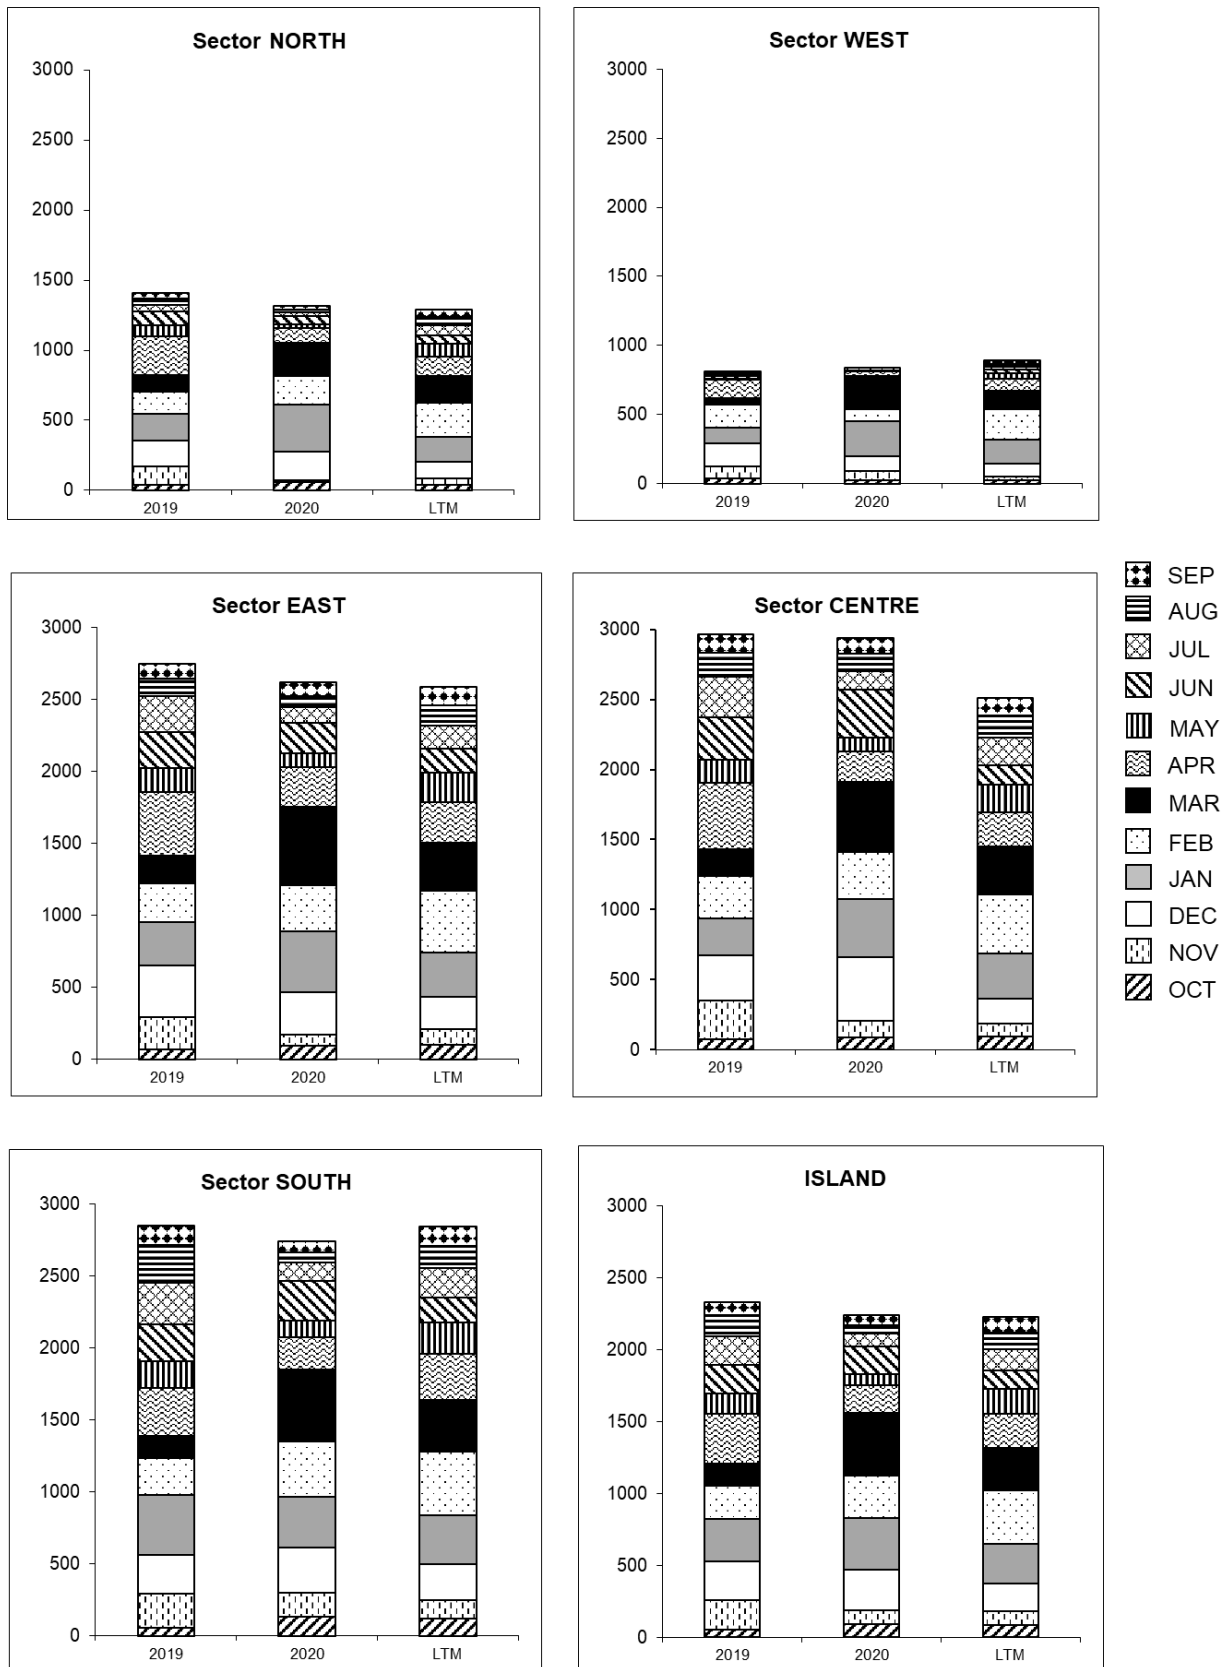 Sector NORTH
3000
2500
2000
1500
1000
500
0
2019 2020 LTM
Sector WEST
3000
2500
2000
1500
1000
500
0
2019 2020 LTM
Sector EAST
3000
2500
2000
1500
1000
500
0
2019 2020 LTM
Sector CENTRE
3000
2500
2000
1500
1000
500
0
2019 2020 LTM
SEP
AUG
JUL
JUN
MAY
APR
MAR
FEB
JAN
DEC
NOV
OCT
Sector SOUTH
3000
2500
2000
1500
1000
500
0
2019 2020 LTM
ISLAND
3000
2500
2000
1500
1000
500
0
2019 2020 LTM